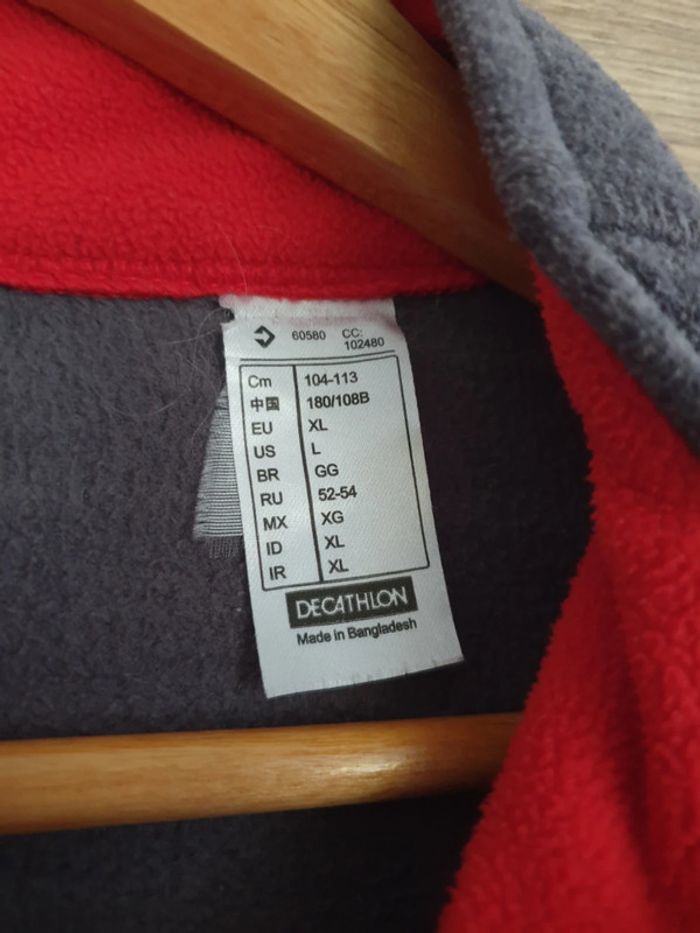 60580 CC:
102480
Cm 104-113
中国 180/108B
EU XL
US L
BR GG
RU 52-54
MX XG
ID XL
IR XL
DECATHLON
Made in Bangladesh